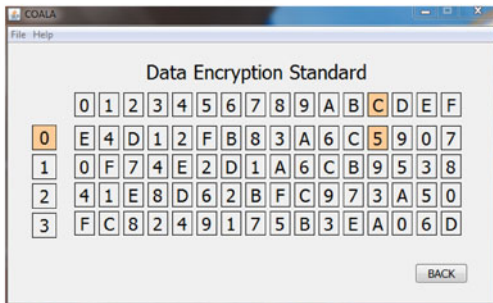 COALA
File Help
Data Encryption Standard
0 1 2 3 4 5 6 7 8 9 A B C D E F
0 E 4 D 1 2 F B 8 3 A 6 C 5 9 0 7
1 0 F 7 4 E 2 D 1 A 6 C B 9 5 3 8
2 4 1 E 8 D 6 2 B F C 9 7 3 A 5 0
3 F C 8 2 4 9 1 7 5 B 3 E A 0 6 D
BACK